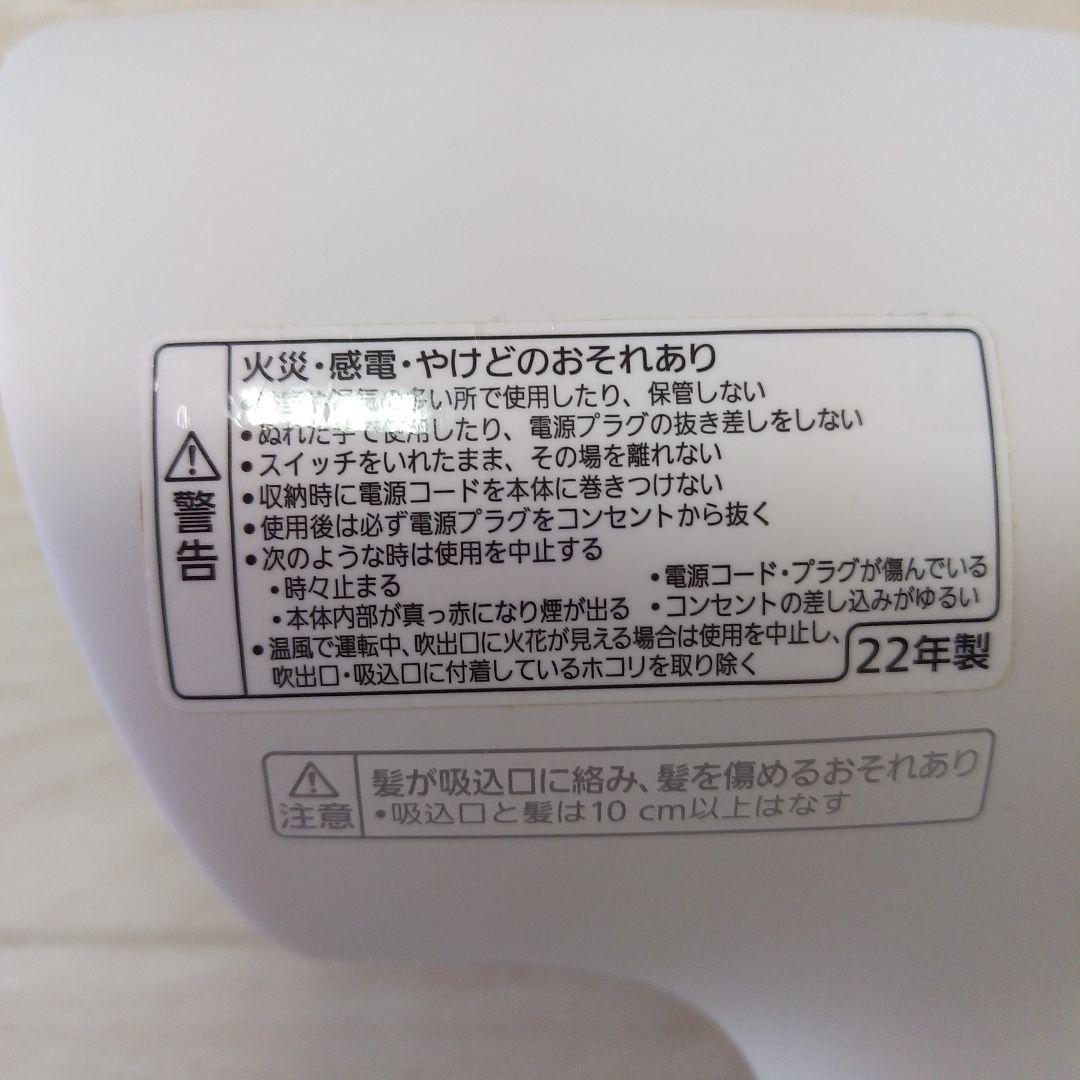 警告
火災・感電・やけどのおそれあり
多い所で使用したり、保管しない
・ぬれた手で使用したり、電源プラグの抜き差しをしない
・スイッチをいれたまま、その場を離れない
・収納時に電源コードを本体に巻きつけない
・使用後は必ず電源プラグをコンセントから抜く
・次のような時は使用を中止する
・時々止まる
・本体内部が真っ赤になり煙が出る
・電源コード・プラグが傷んでいる
・コンセントの差し込みがゆるい
・温風で運転中、吹出口に火花が見える場合は使用を中止し、
吹出口・吸込口に付着しているホコリを取り除く
22年製
注意
髪が吸込口に絡み、髪を傷めるおそれあり
・吸込口と髪は10 cm以上はなす